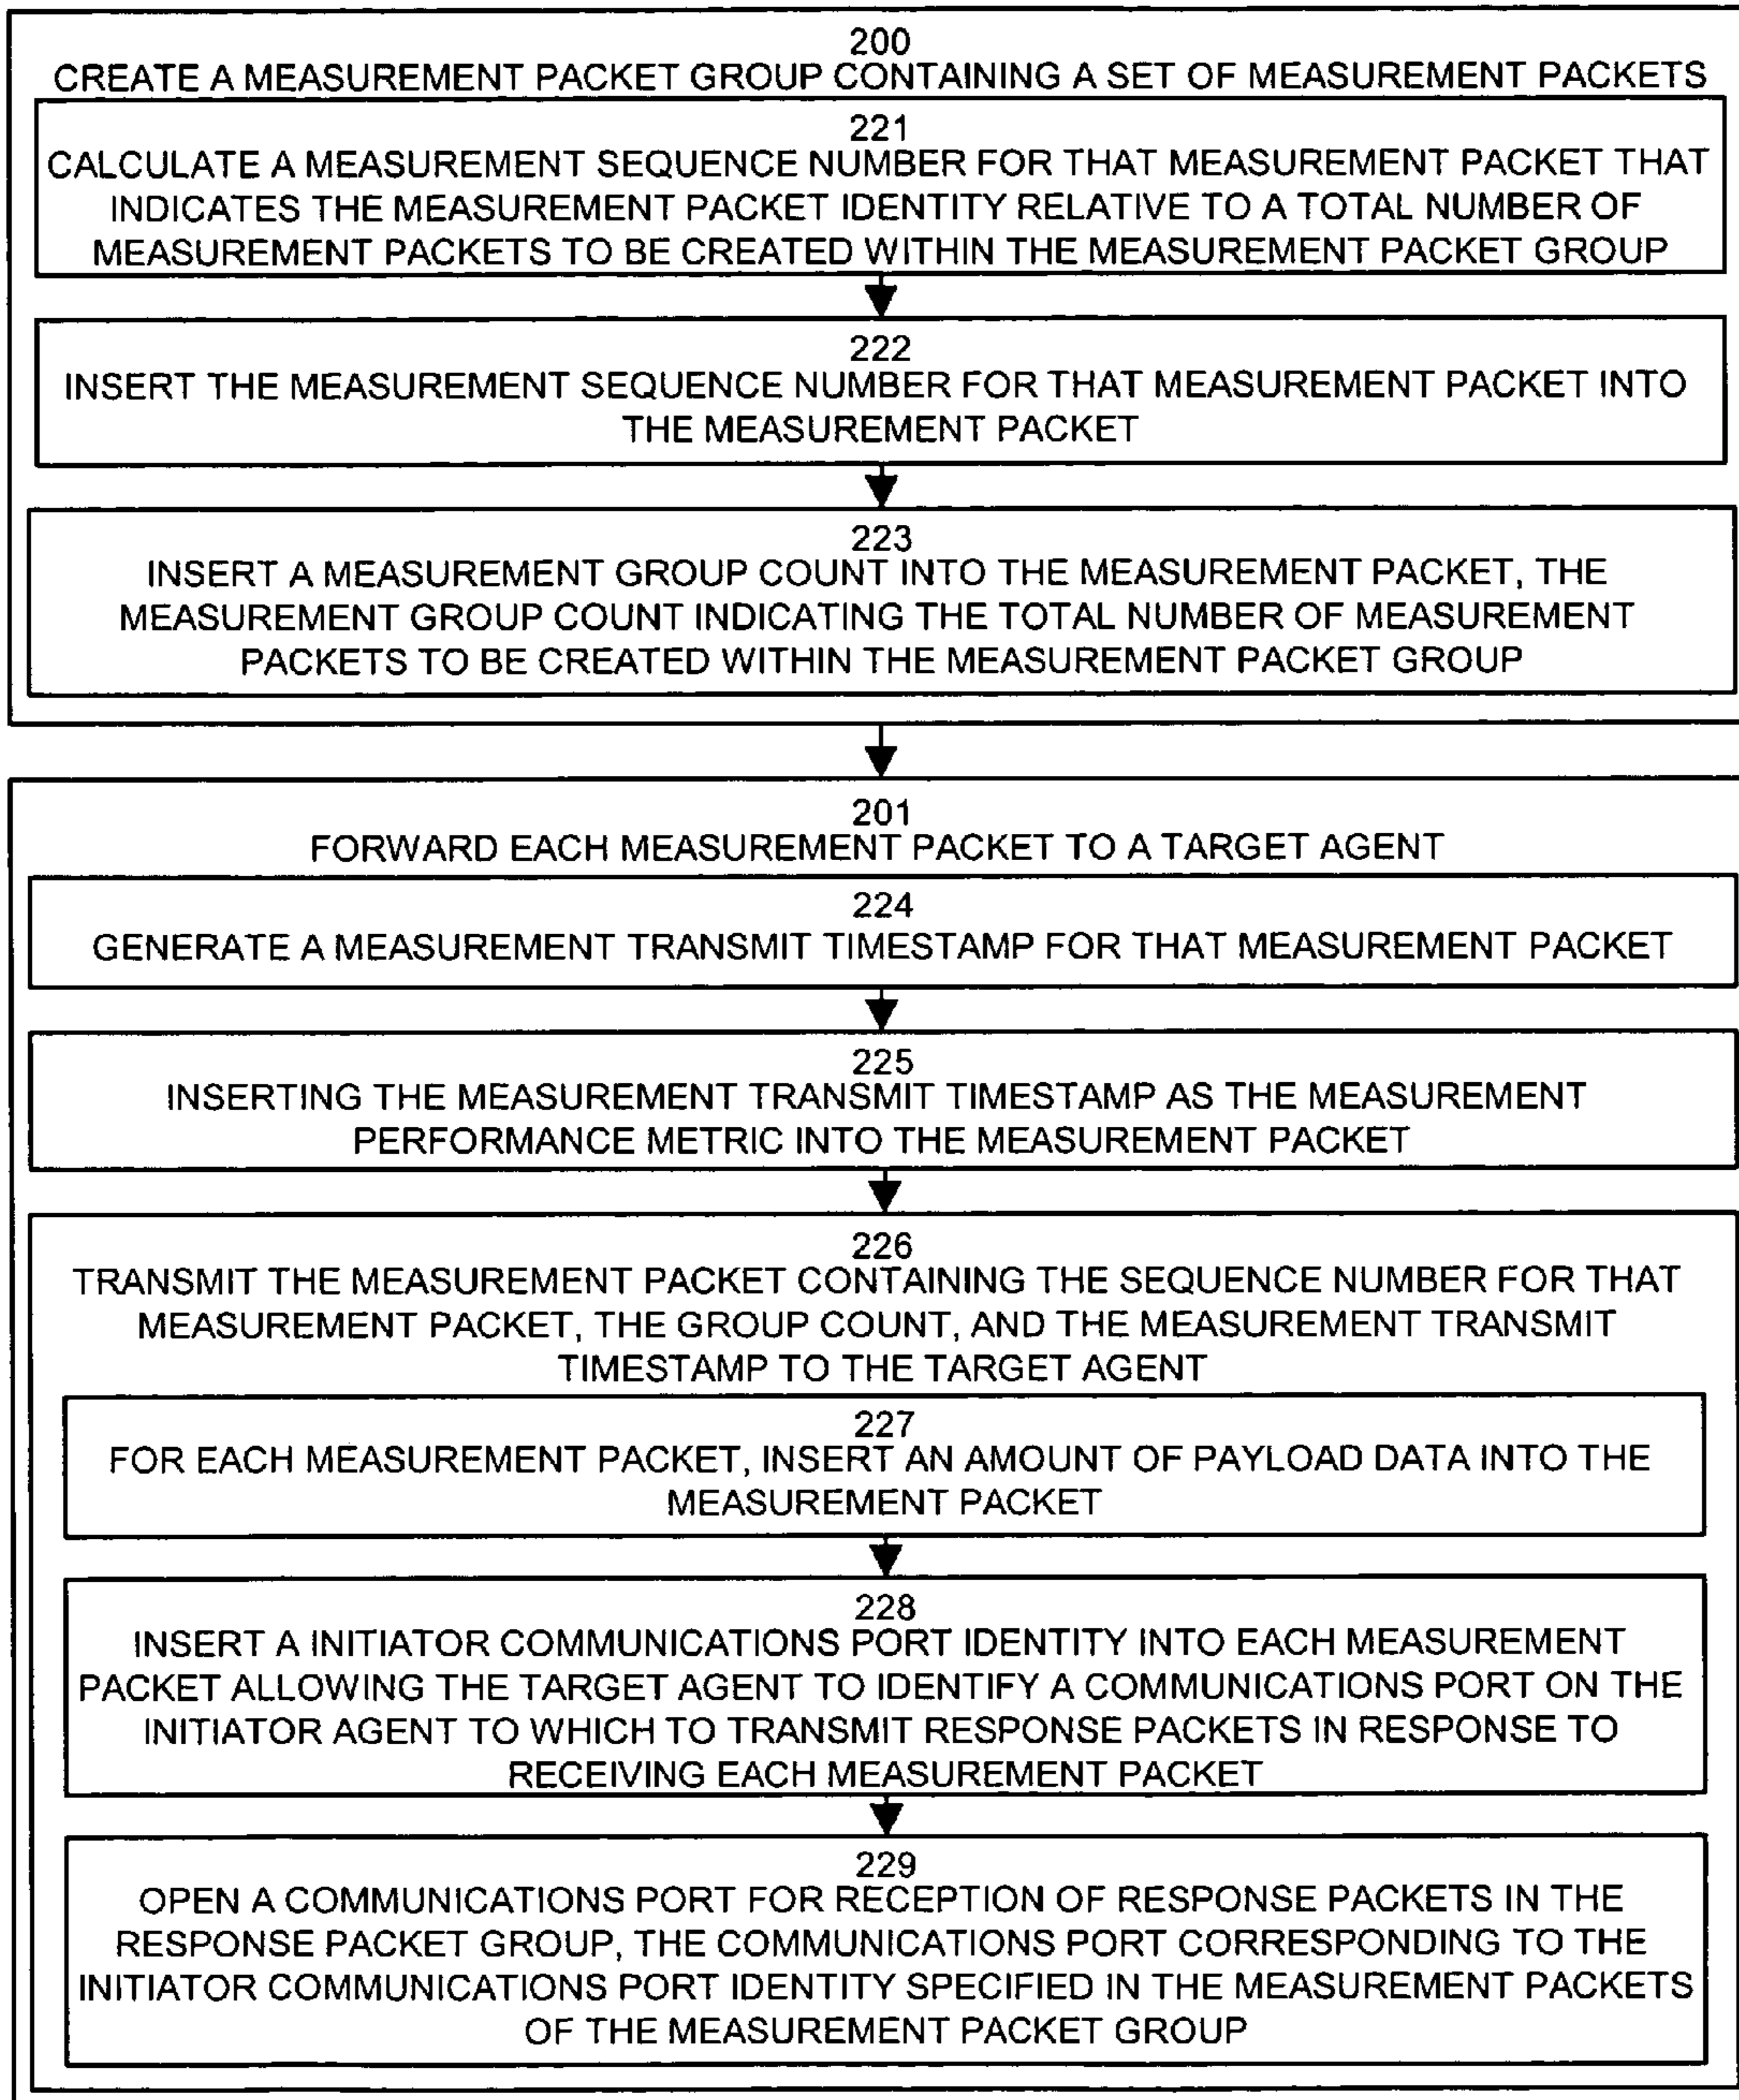 200
CREATE A MEASUREMENT PACKET GROUP CONTAINING A SET OF MEASUREMENT PACKETS
221
CALCULATE A MEASUREMENT SEQUENCE NUMBER FOR THAT MEASUREMENT PACKET THAT
INDICATES THE MEASUREMENT PACKET IDENTITY RELATIVE TO A TOTAL NUMBER OF
MEASUREMENT PACKETS TO BE CREATED WITHIN THE MEASUREMENT PACKET GROUP
222
INSERT THE MEASUREMENT SEQUENCE NUMBER FOR THAT MEASUREMENT PACKET INTO
THE MEASUREMENT PACKET
223
INSERT A MEASUREMENT GROUP COUNT INTO THE MEASUREMENT PACKET, THE
MEASUREMENT GROUP COUNT INDICATING THE TOTAL NUMBER OF MEASUREMENT
PACKETS TO BE CREATED WITHIN THE MEASUREMENT PACKET GROUP
201
FORWARD EACH MEASUREMENT PACKET TO A TARGET AGENT
224
GENERATE A MEASUREMENT TRANSMIT TIMESTAMP FOR THAT MEASUREMENT PACKET
225
INSERTING THE MEASUREMENT TRANSMIT TIMESTAMP AS THE MEASUREMENT
PERFORMANCE METRIC INTO THE MEASUREMENT PACKET
226
TRANSMIT THE MEASUREMENT PACKET CONTAINING THE SEQUENCE NUMBER FOR THAT
MEASUREMENT PACKET, THE GROUP COUNT, AND THE MEASUREMENT TRANSMIT
TIMESTAMP TO THE TARGET AGENT
227
FOR EACH MEASUREMENT PACKET, INSERT AN AMOUNT OF PAYLOAD DATA INTO THE
MEASUREMENT PACKET
228
INSERT A INITIATOR COMMUNICATIONS PORT IDENTITY INTO EACH MEASUREMENT
PACKET ALLOWING THE TARGET AGENT TO IDENTIFY A COMMUNICATIONS PORT ON THE
INITIATOR AGENT TO WHICH TO TRANSMIT RESPONSE PACKETS IN RESPONSE TO
RECEIVING EACH MEASUREMENT PACKET
229
OPEN A COMMUNICATIONS PORT FOR RECEPTION OF RESPONSE PACKETS IN THE
RESPONSE PACKET GROUP, THE COMMUNICATIONS PORT CORRESPONDING TO THE
INITIATOR COMMUNICATIONS PORT IDENTITY SPECIFIED IN THE MEASUREMENT PACKETS
OF THE MEASUREMENT PACKET GROUP